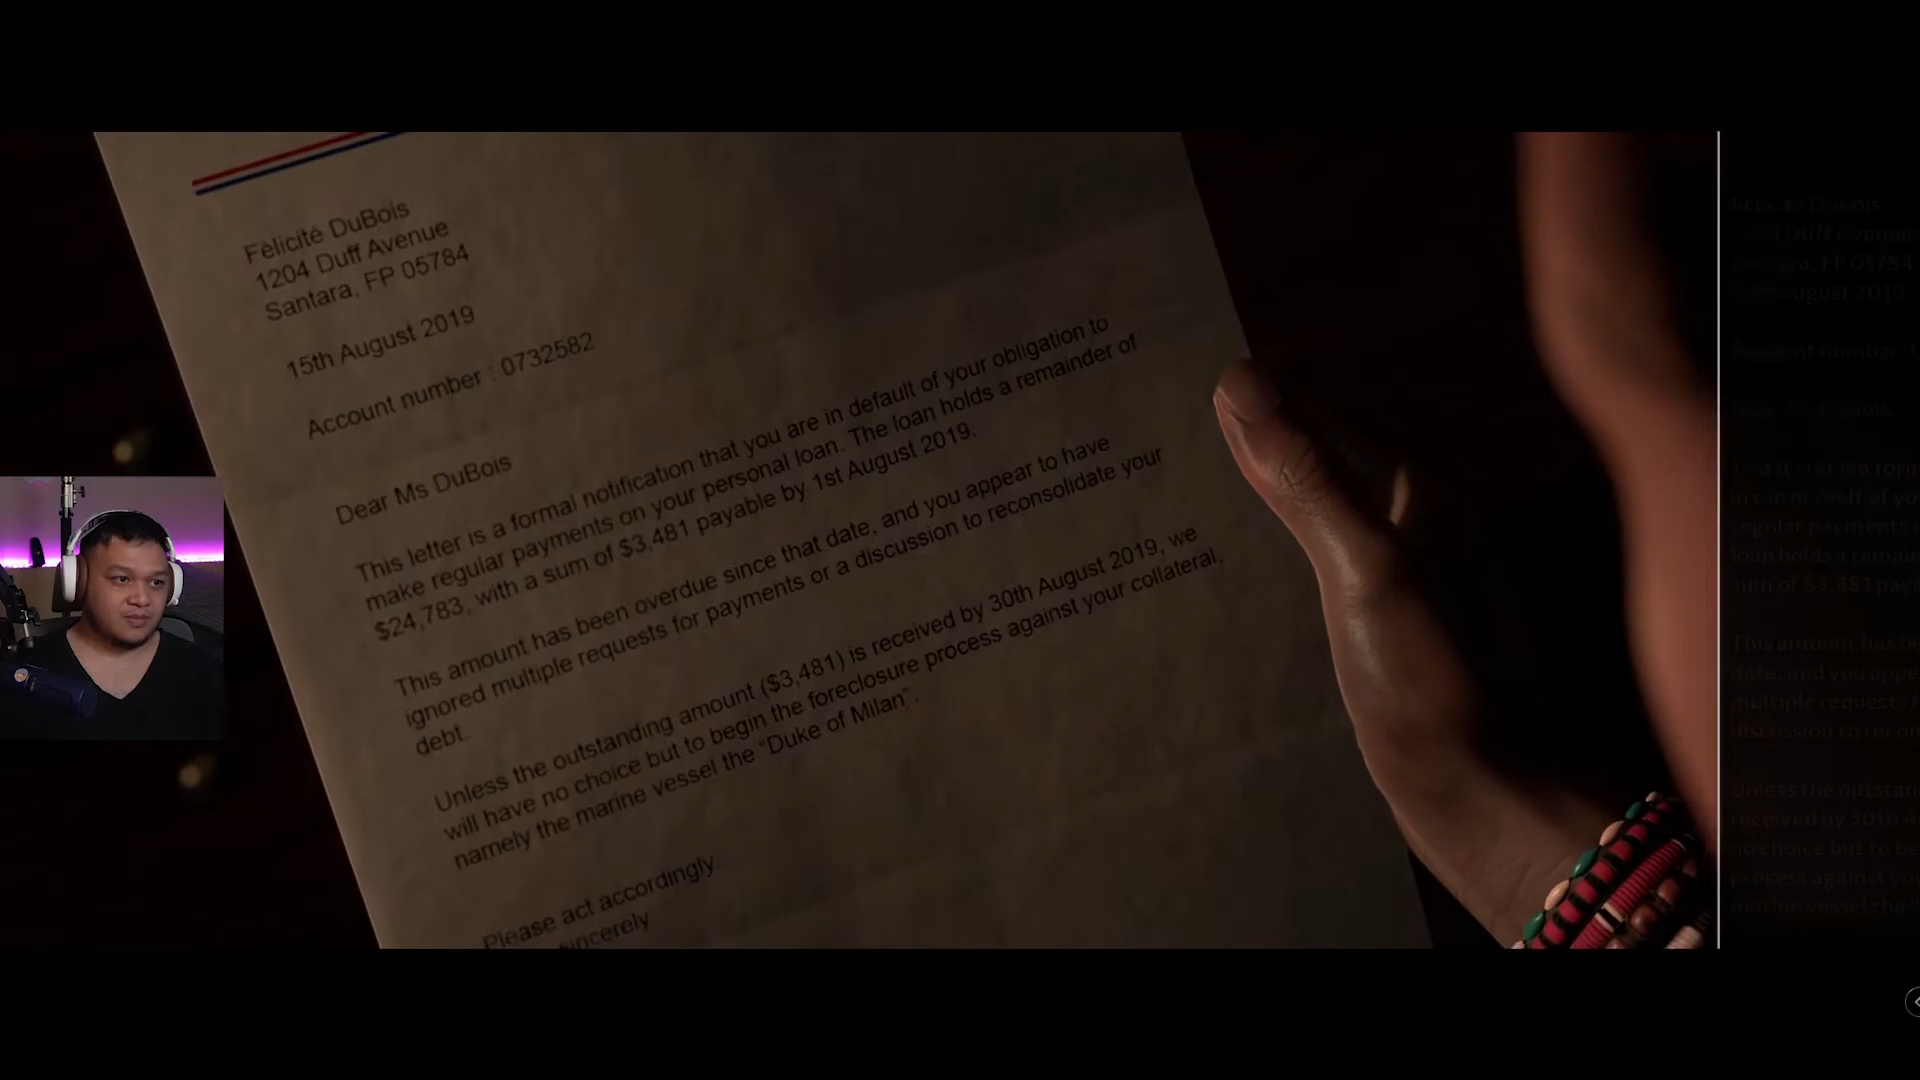 Félicité DuBois
1204 Duff Avenue
Santara, FP 05784
15th August 2019
Account number : 0732582
Dear Ms DuBois
This letter is a formal notification that you are in default of your obligation to
make regular payments on your personal loan. The loan holds a remainder of
$24,783, with a sum of $3,481 payable by 1st August 2019.
This amount has been overdue since that date, and you appear to have
ignored multiple requests for payments or a discussion to reconsolidate your
debt.
Unless the outstanding amount ($3,481) is received by 30th August 2019, we
will have no choice but to begin the foreclosure process against your collateral,
namely the marine vessel the “Duke of Milan”.
Please act accordingly.
sincerely